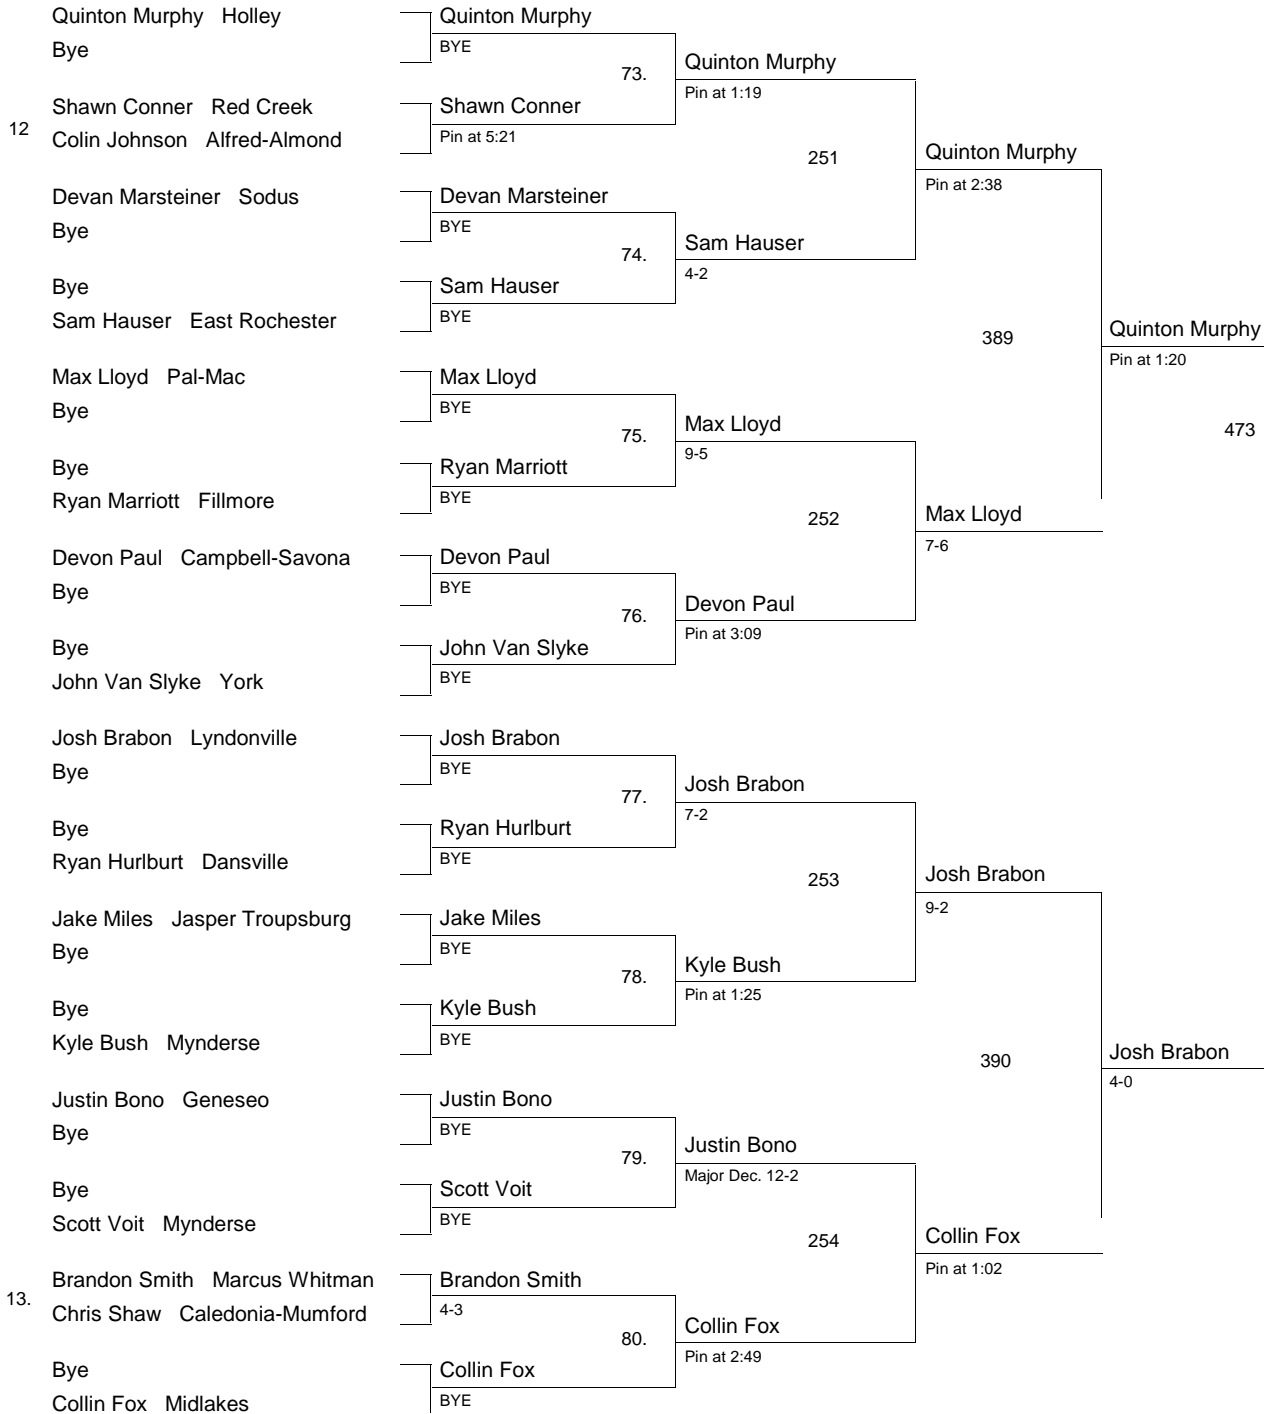 Quinton Murphy Holley
Bye
12
Shawn Conner Red Creek
Colin Johnson Alfred-Almond
Devan Marsteiner Sodus
Bye
Bye
Sam Hauser East Rochester
Max Lloyd Pal-Mac
Bye
Bye
Ryan Marriott Fillmore
Devon Paul Campbell-Savona
Bye
Bye
John Van Slyke York
Josh Brabon Lyndonville
Bye
Bye
Ryan Hurlburt Dansville
Jake Miles Jasper Troupsburg
Bye
Bye
Kyle Bush Mynderse
Justin Bono Geneseo
Bye
Bye
Scott Voit Mynderse
13.
Brandon Smith Marcus Whitman
Chris Shaw Caledonia-Mumford
Bye
Collin Fox Midlakes
Quinton Murphy
BYE
73.
Shawn Conner
Pin at 5:21
Devan Marsteiner
BYE
74.
Sam Hauser
BYE
Max Lloyd
BYE
75.
Ryan Marriott
BYE
Devon Paul
BYE
76.
John Van Slyke
BYE
Josh Brabon
BYE
77.
Ryan Hurlburt
BYE
Jake Miles
BYE
78.
Kyle Bush
BYE
Justin Bono
BYE
79.
Scott Voit
BYE
Brandon Smith
4-3
80.
Collin Fox
BYE
Quinton Murphy
Pin at 1:19
251
Sam Hauser
4-2
Max Lloyd
9-5
252
Devon Paul
Pin at 3:09
Josh Brabon
7-2
253
Kyle Bush
Pin at 1:25
Justin Bono
Major Dec. 12-2
254
Collin Fox
Pin at 2:49
Quinton Murphy
Pin at 2:38
389
Max Lloyd
7-6
Josh Brabon
9-2
390
Collin Fox
Pin at 1:02
Quinton Murphy
Pin at 1:20
473
Josh Brabon
4-0